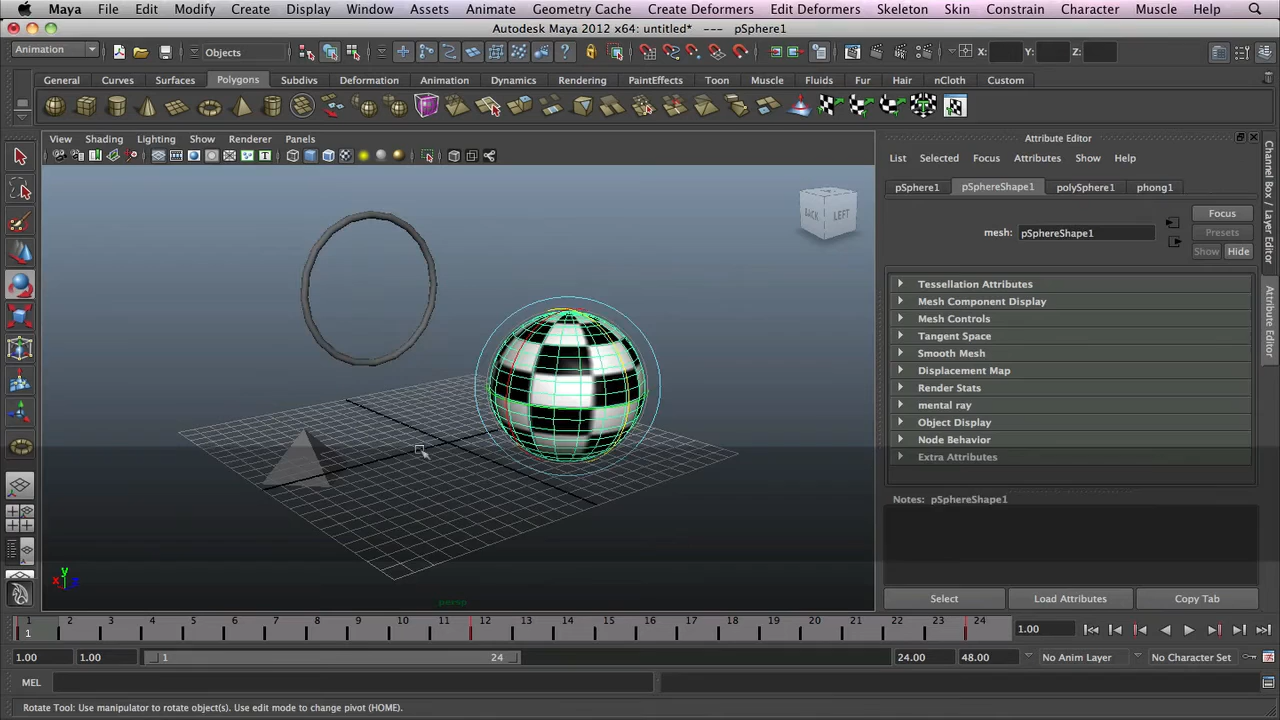 Maya File Edit Modify Create Display Window Assets Animate Geometry Cache Create Deformers Edit Deformers Skeleton Skin Constrain Character Muscle Help
Autodesk Maya 2012 x64: untitled* --- pSphere1
Animation Objects X: Y: Z:
General Curves Surfaces Polygons Subdivs Deformation Animation Dynamics Rendering PaintEffects Toon Muscle Fluids Fur Hair nCloth Custom
View Shading Lighting Show Renderer Panels
Attribute Editor
List Selected Focus Attributes Show Help
pSphere1 pSphereShape1 polySphere1 phong1
Focus
mesh: pSphereShape1
Presets
Show Hide
Tessellation Attributes
Mesh Component Display
Mesh Controls
Tangent Space
Smooth Mesh
Displacement Map
Render Stats
mental ray
Object Display
Node Behavior
Extra Attributes
Notes: pSphereShape1
Select Load Attributes Copy Tab
Channel Box / Layer Editor
Attribute Editor
BACK LEFT
y
x z
persp
1 2 3 4 5 6 7 8 9 10 11 12 13 14 15 16 17 18 19 20 21 22 23 24
1 1.00
1.00 1.00 1 24 24.00 48.00 No Anim Layer No Character Set
MEL
Rotate Tool: Use manipulator to rotate object(s). Use edit mode to change pivot (HOME).